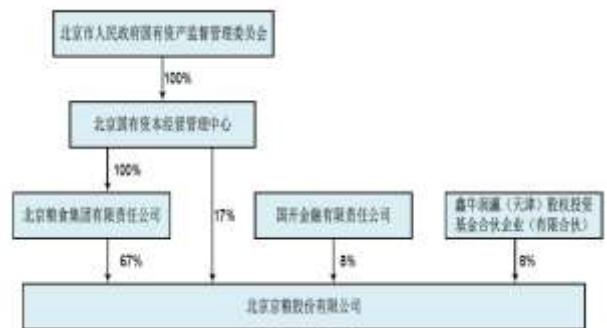 北京市人民政府国有资产监督管理委员会
100%
北京国有资本经营管理中心
100%
北京粮食集团有限责任公司
17%
国开金融有限责任公司
鑫牛润瀛（天津）股权投资
基金合伙企业（有限合伙）
67%
8%
8%
北京京粮股份有限公司